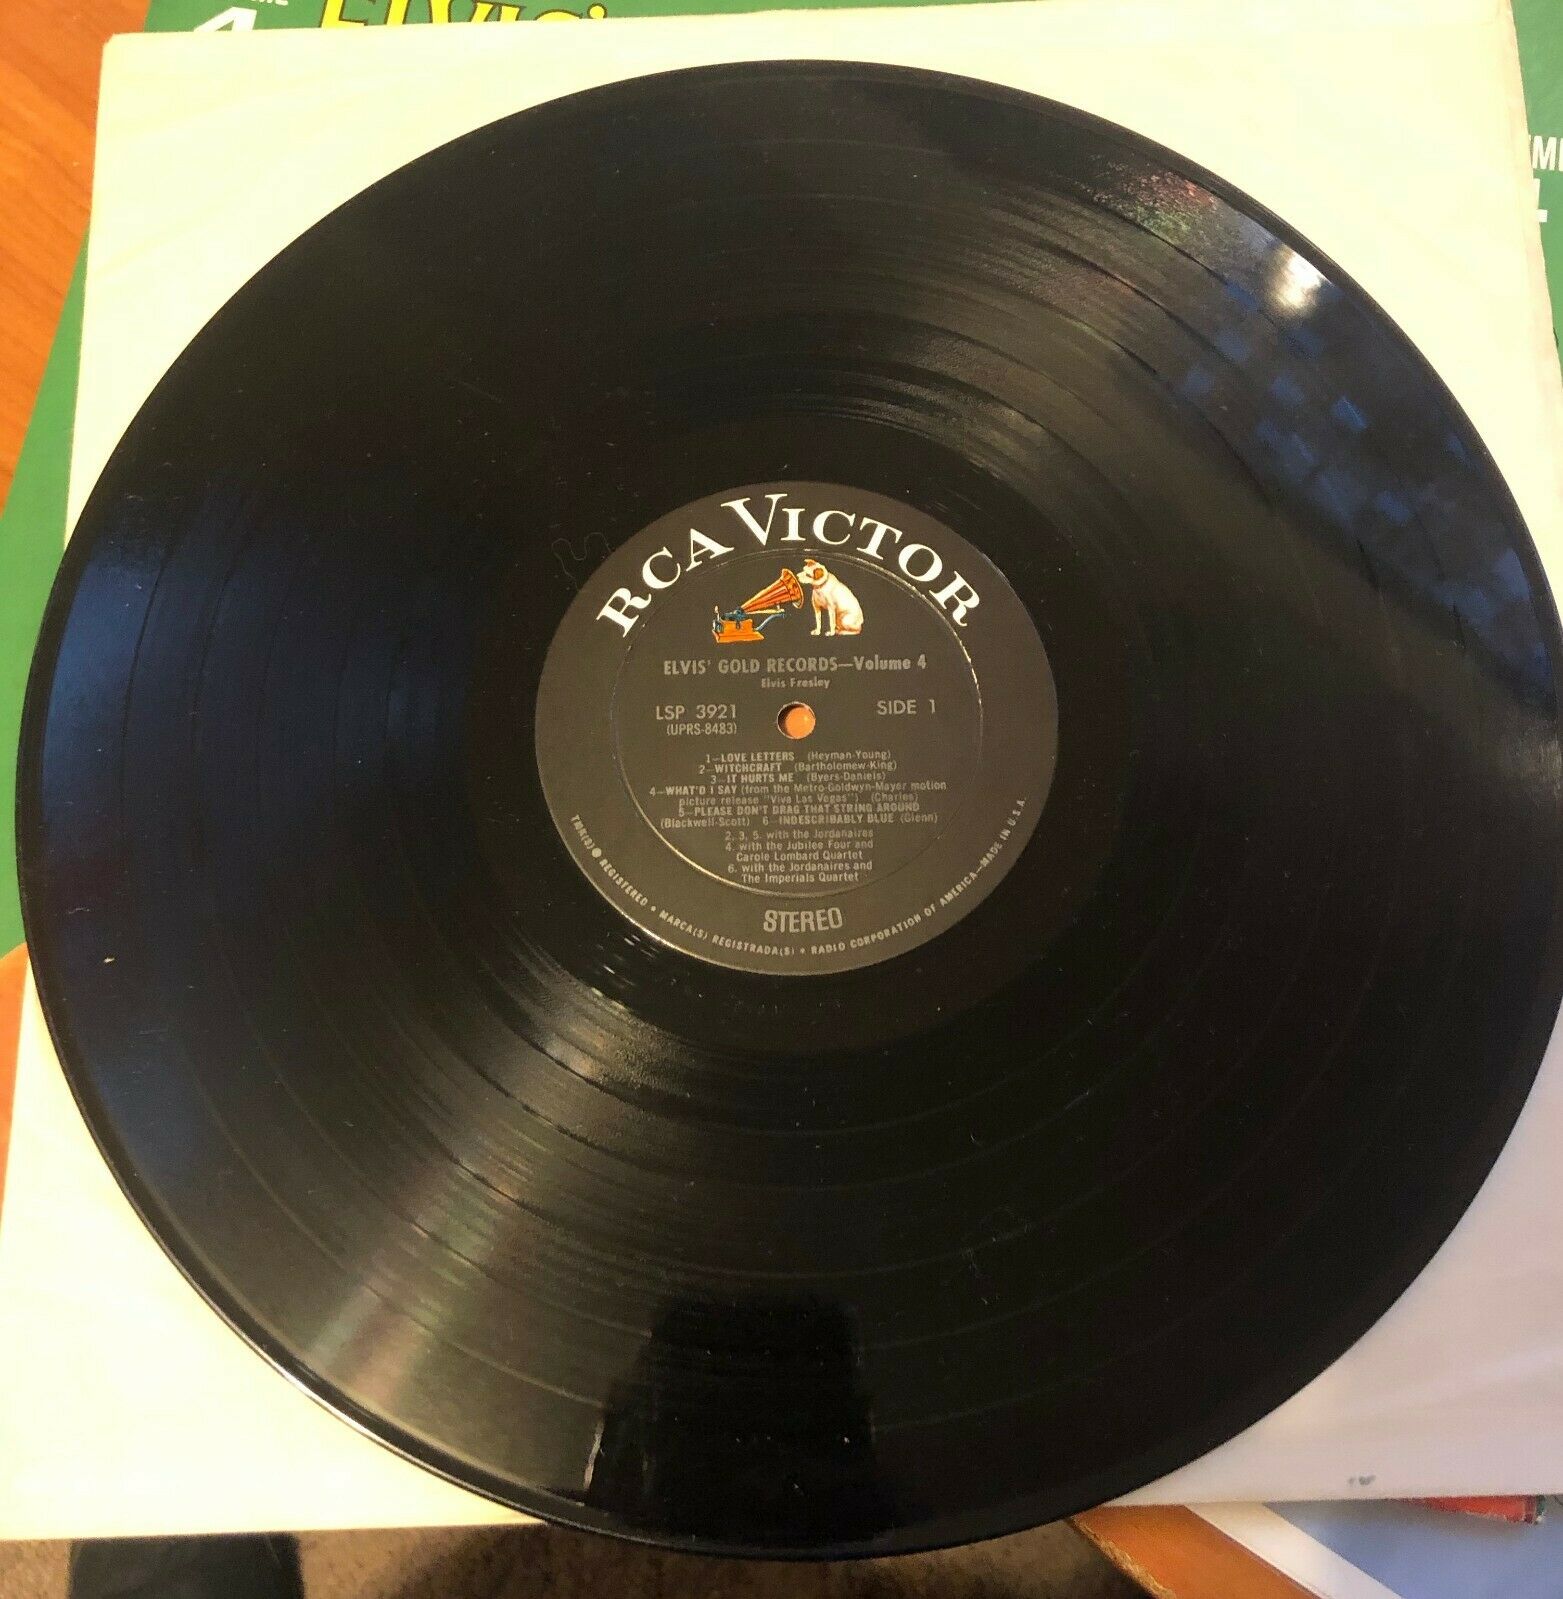 ELVIS'
4
RCA VICTOR
ELVIS' GOLD RECORDS—Volume 4
Elvis Presley
LSP 3921 SIDE 1
(UPRS-8483)
1—LOVE LETTERS (Heyman-Young)
2—WITCHCRAFT (Bartholomew-King)
3—IT HURTS ME (Byers-Daniels)
4—WHAT'D I SAY (from the Metro-Goldwyn-Mayer motion
picture release "Viva Las Vegas") (Charles)
5—PLEASE DON'T DRAG THAT STRING AROUND
(Blackwell-Scott) 6—INDESCRIBABLY BLUE (Glenn)
2, 3, 5. with the Jordanaires
4. with the Jubilee Four and
Carole Lombard Quartet
6. with the Jordanaires and
The Imperials Quartet
STEREO
TMK(S) ® REGISTERED • MARCA(S) REGISTRADA(S) • RADIO CORPORATION OF AMERICA—MADE IN U.S.A.